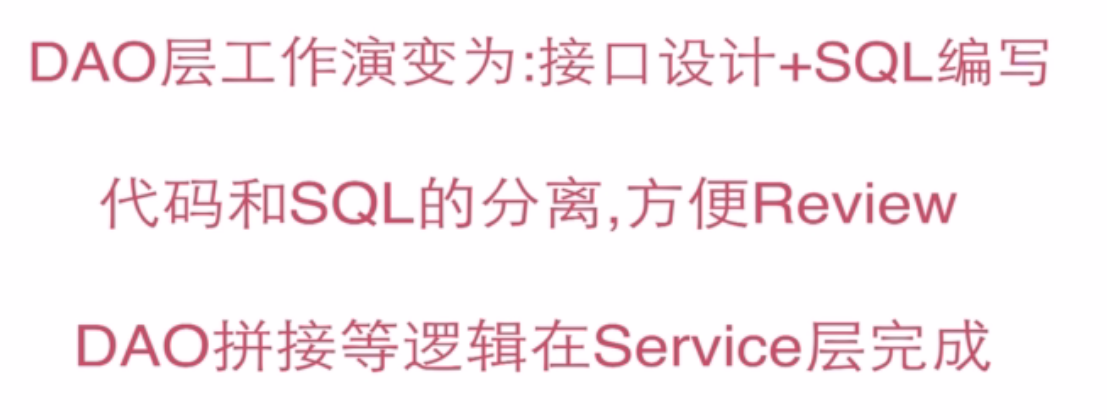 DAO层工作演变为:接口设计+SQL编写
代码和SQL的分离,方便Review
DAO拼接等逻辑在Service层完成